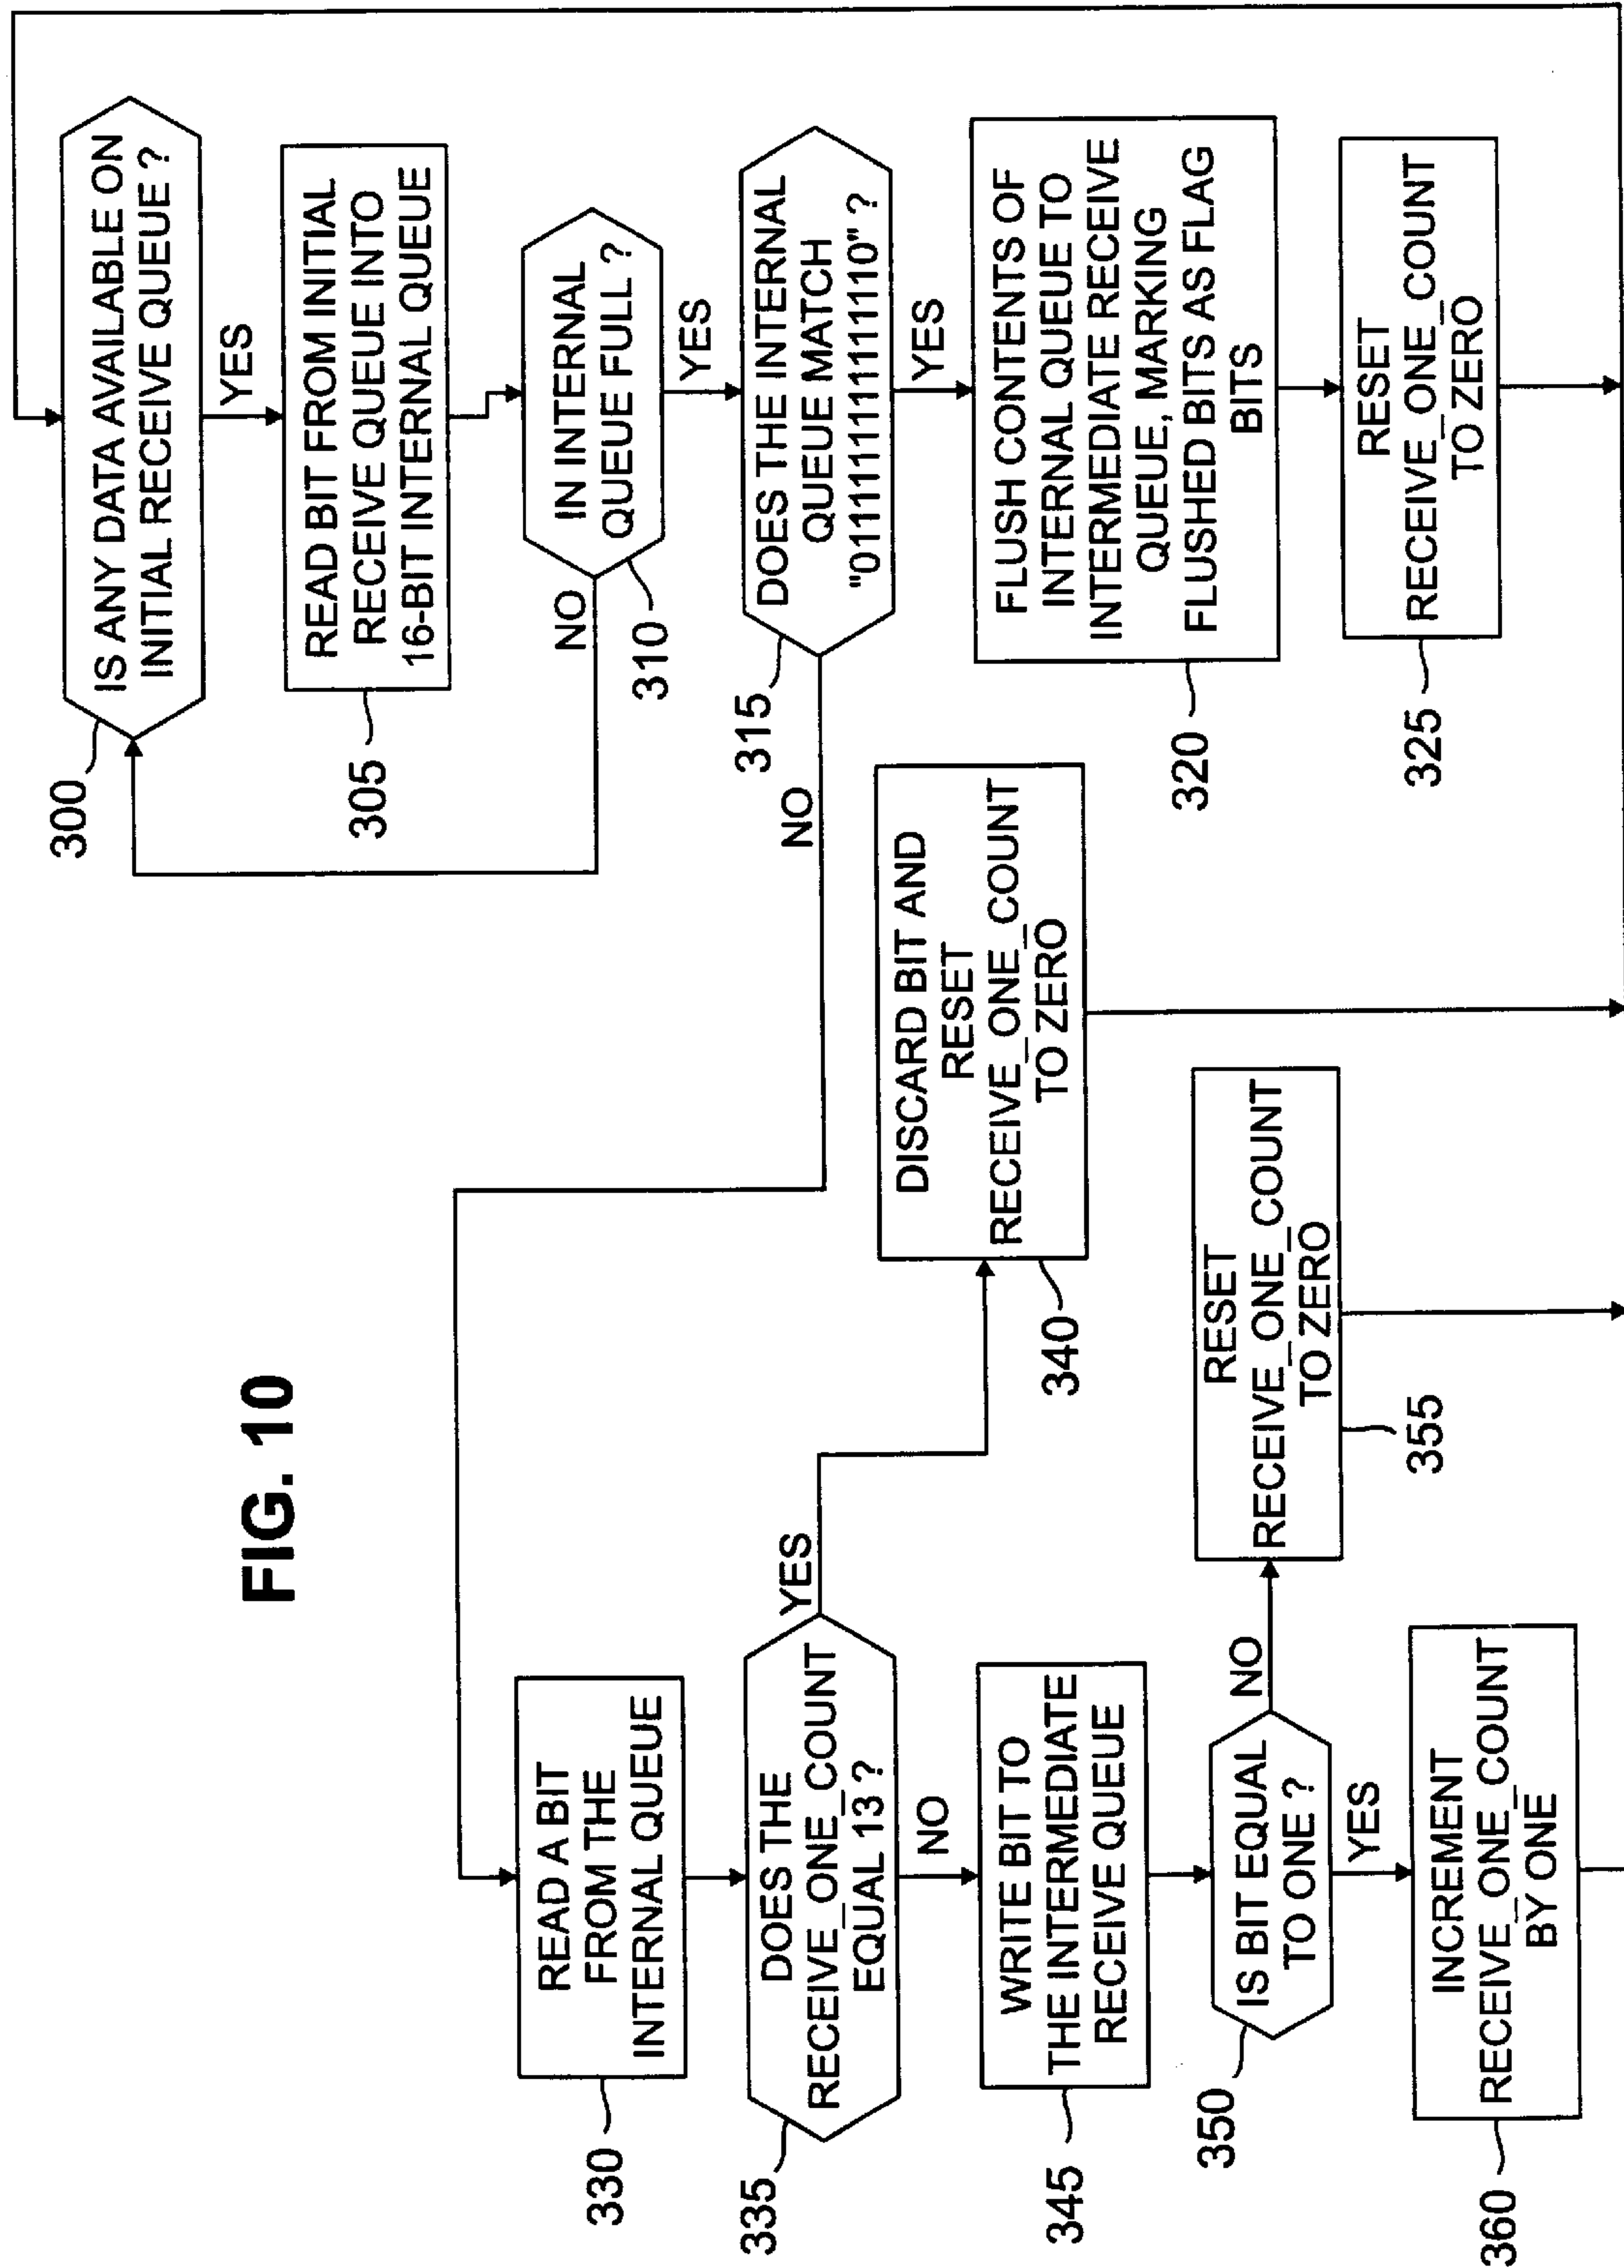 FIG. 10
300
IS ANY DATA AVAILABLE ON
INITIAL RECEIVE QUEUE ?
YES
305
READ BIT FROM INITIAL
RECEIVE QUEUE INTO
16-BIT INTERNAL QUEUE
310
IN INTERNAL
QUEUE FULL ?
NO
YES
315
DOES THE INTERNAL
QUEUE MATCH
"0111111111111110" ?
NO
YES
320
FLUSH CONTENTS OF
INTERNAL QUEUE TO
INTERMEDIATE RECEIVE
QUEUE, MARKING
FLUSHED BITS AS FLAG
BITS
325
RESET
RECEIVE_ONE_COUNT
TO ZERO
330
READ A BIT
FROM THE
INTERNAL QUEUE
335
DOES THE
RECEIVE_ONE_COUNT
EQUAL 13 ?
YES
NO
340
DISCARD BIT AND
RESET
RECEIVE_ONE_COUNT
TO ZERO
345
WRITE BIT TO
THE INTERMEDIATE
RECEIVE QUEUE
350
IS BIT EQUAL
TO ONE ?
NO
YES
355
RESET
RECEIVE_ONE_COUNT
TO ZERO
360
INCREMENT
RECEIVE_ONE_COUNT
BY ONE